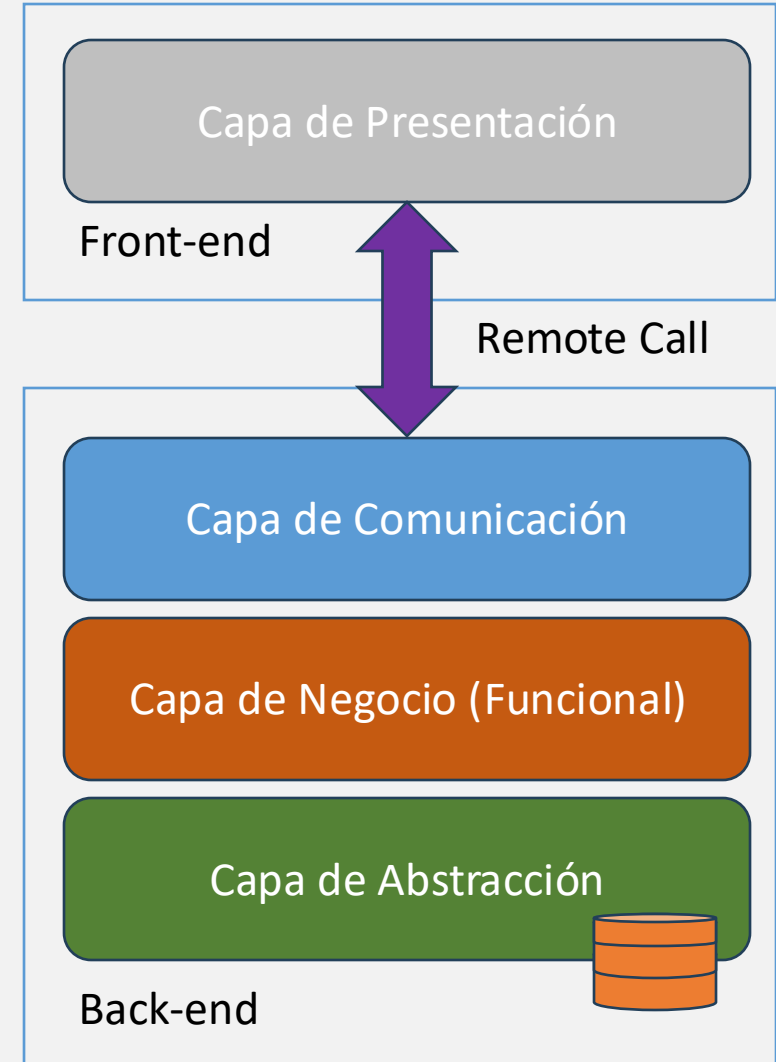 Capa de Presentación
Front-end
Remote Call
Capa de Comunicación
Capa de Negocio (Funcional)
Capa de Abstracción
Back-end